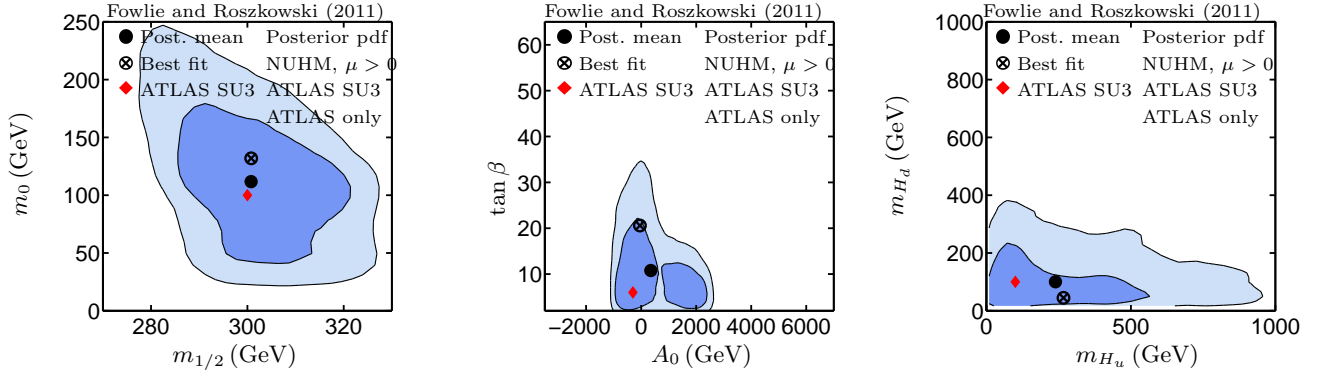 Fowlie and Roszkowski (2011)
Post. mean Posterior pdf
Best fit NUHM, μ > 0
ATLAS SU3 ATLAS SU3
ATLAS only
250
200
150
100
50
0
280 300 320
m₀ (GeV)
m₁/₂ (GeV)
Fowlie and Roszkowski (2011)
Post. mean Posterior pdf
Best fit NUHM, μ > 0
ATLAS SU3 ATLAS SU3
ATLAS only
60
50
40
30
20
10
−2000 0 2000 4000 6000
tan β
A₀ (GeV)
Fowlie and Roszkowski (2011)
Post. mean Posterior pdf
Best fit NUHM, μ > 0
ATLAS SU3 ATLAS SU3
ATLAS only
1000
800
600
400
200
0
0 500 1000
m_{H_d} (GeV)
m_{H_u} (GeV)